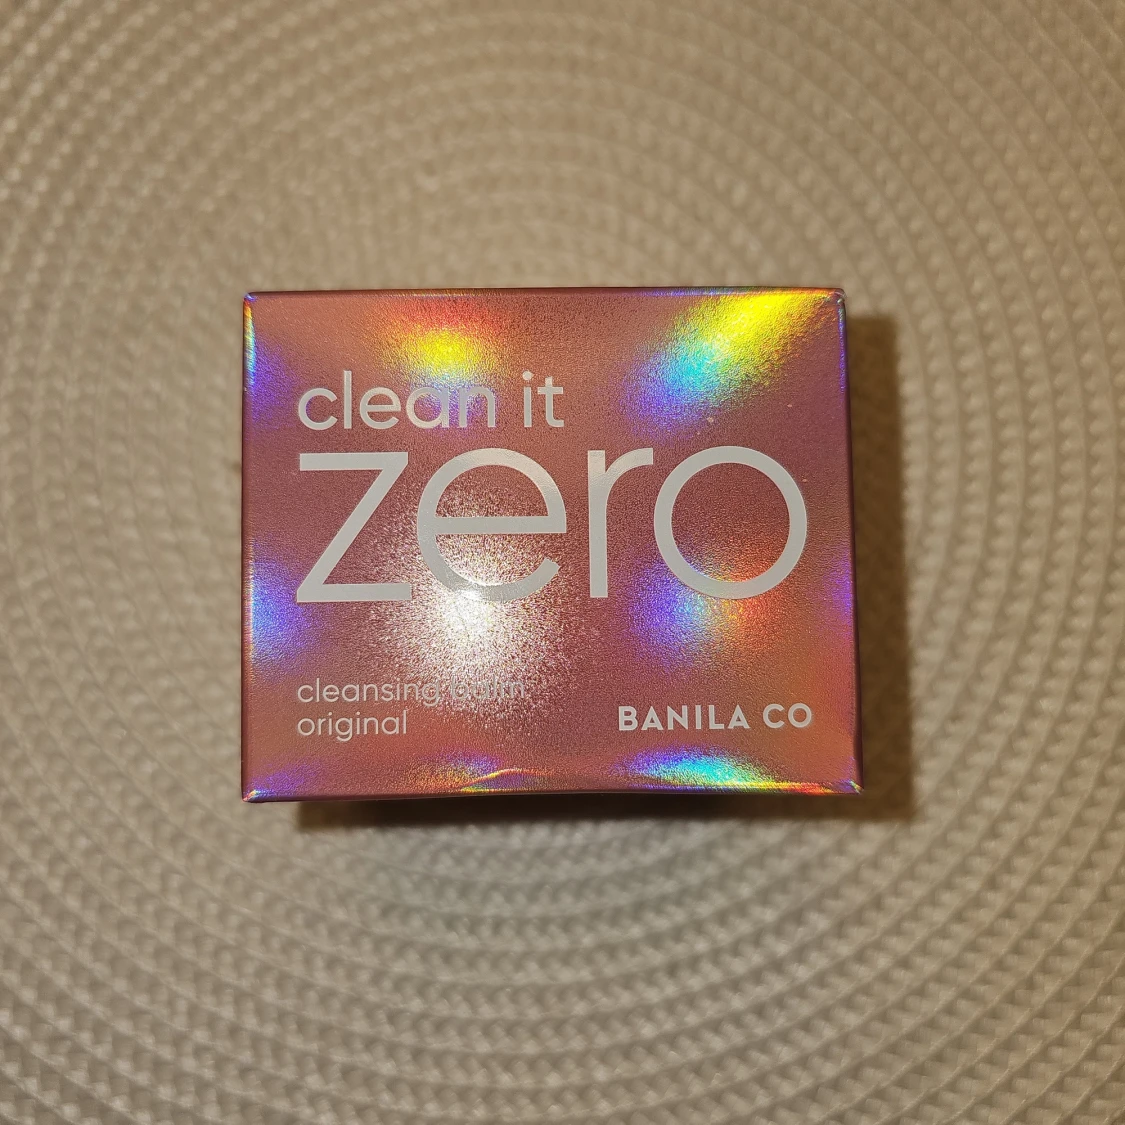 clean it
zero
cleansing balm
original
BANILA CO